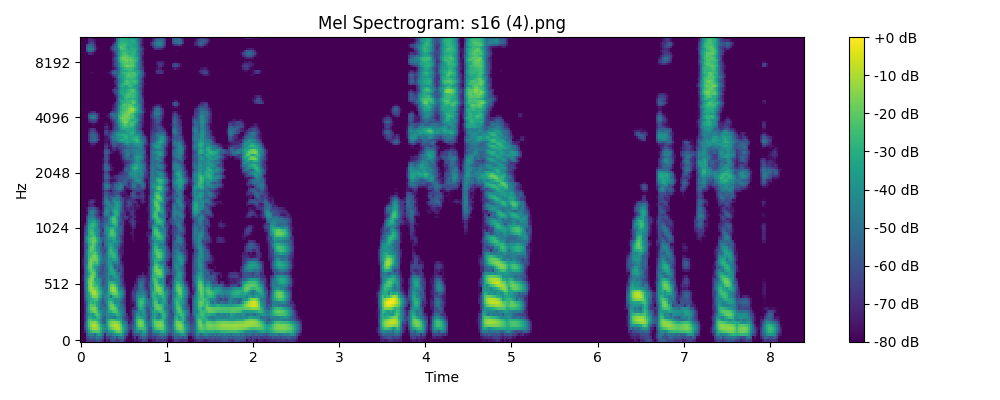 Mel Spectrogram: s16 (4).png
Hz
8192
4096
2048
1024
512
0
0 1 2 3 4 5 6 7 8
Time
+0 dB
-10 dB
-20 dB
-30 dB
-40 dB
-50 dB
-60 dB
-70 dB
-80 dB